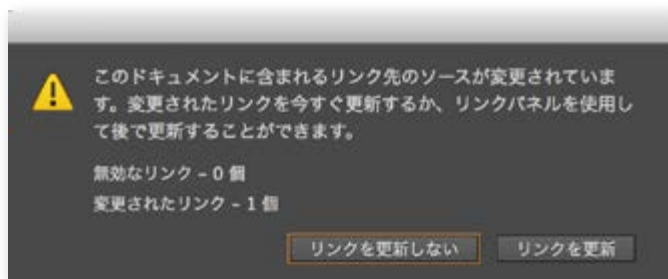 このドキュメントに含まれるリンク先のソースが変更されていま
す。変更されたリンクを今すぐ更新するか、リンクパネルを使用し
て後で更新することができます。
無効なリンク – 0 個
変更されたリンク – 1 個
リンクを更新しない リンクを更新